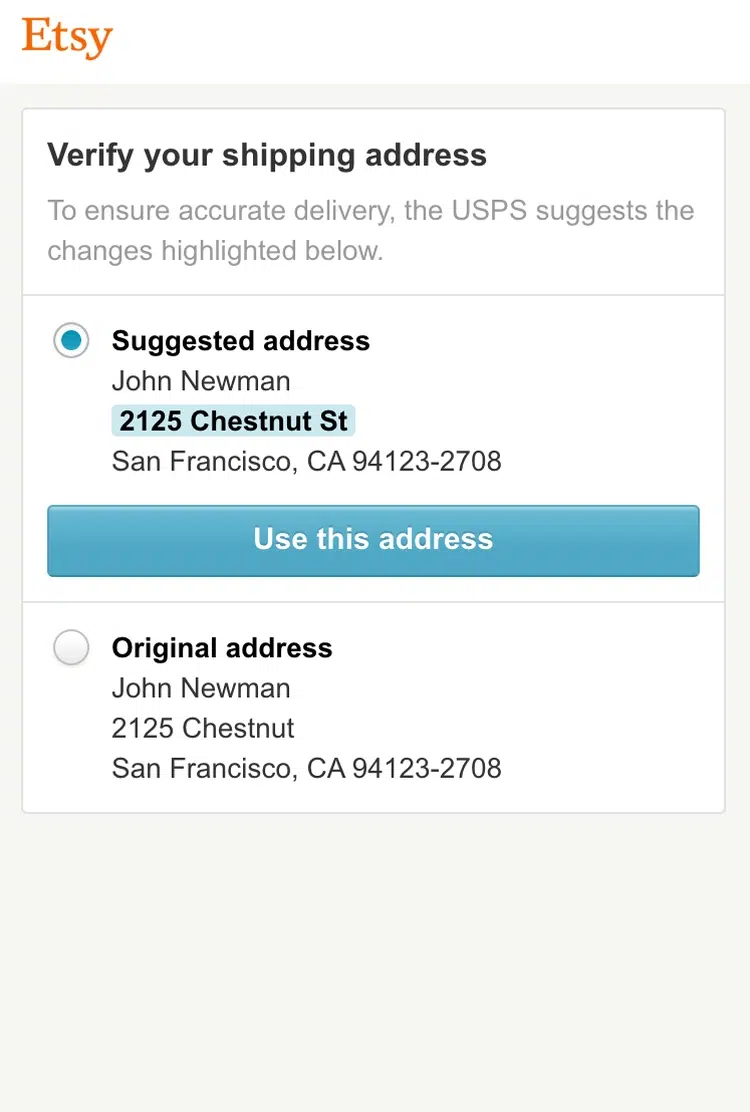 Etsy
Verify your shipping address
To ensure accurate delivery, the USPS suggests the
changes highlighted below.
Suggested address
John Newman
2125 Chestnut St
San Francisco, CA 94123-2708
Use this address
Original address
John Newman
2125 Chestnut
San Francisco, CA 94123-2708